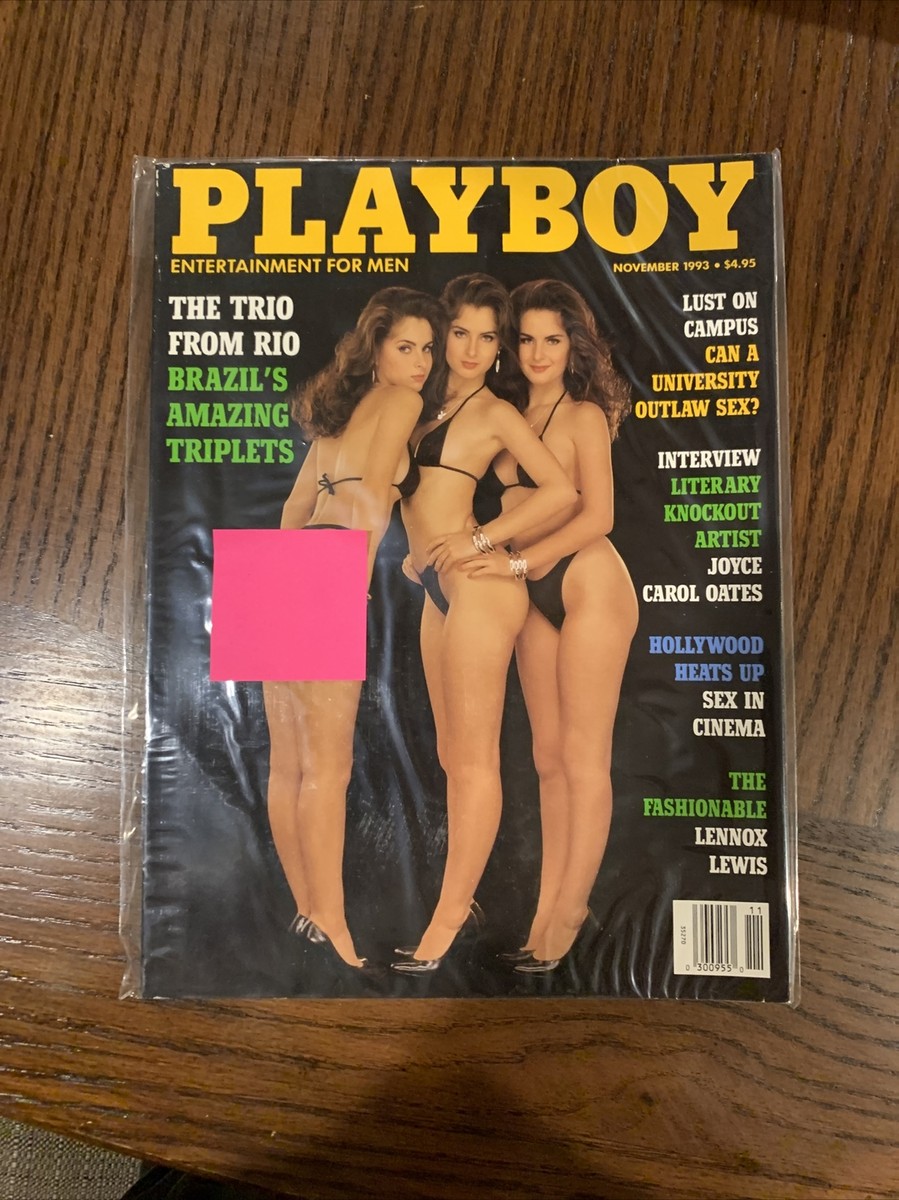 PLAYBOY
ENTERTAINMENT FOR MEN
NOVEMBER 1993 • $4.95
THE TRIO
FROM RIO
BRAZIL'S
AMAZING
TRIPLETS
LUST ON
CAMPUS
CAN A
UNIVERSITY
OUTLAW SEX?
INTERVIEW
LITERARY
KNOCKOUT
ARTIST
JOYCE
CAROL OATES
HOLLYWOOD
HEATS UP
SEX IN
CINEMA
THE
FASHIONABLE
LENNOX
LEWIS
11
35270
0 300955 0